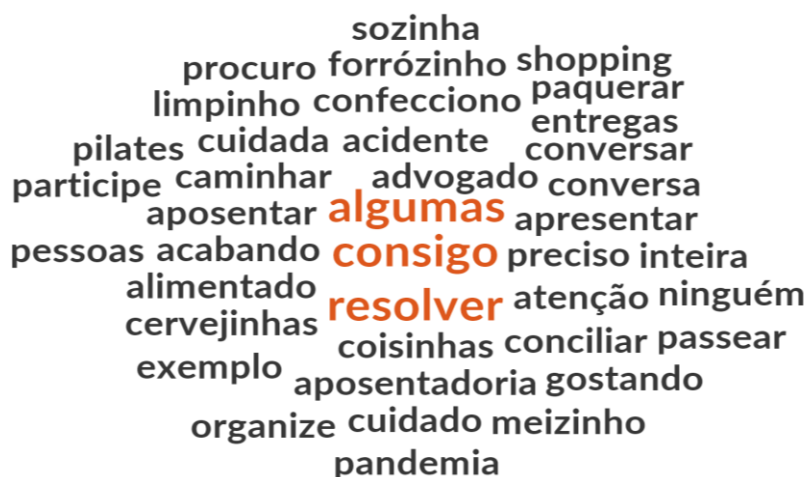 sozinha
procuro forrózinho shopping
limpinho confecciono paquerar
entregas
pilates cuidada acidente conversar
participe caminhar advogado conversa
aposentar algumas apresentar
pessoas acabando consigo preciso inteira
alimentado resolver atenção ninguém
cervejinhas coisinhas conciliar passear
exemplo aposentadoria gostando
organize cuidado meizinho
pandemia